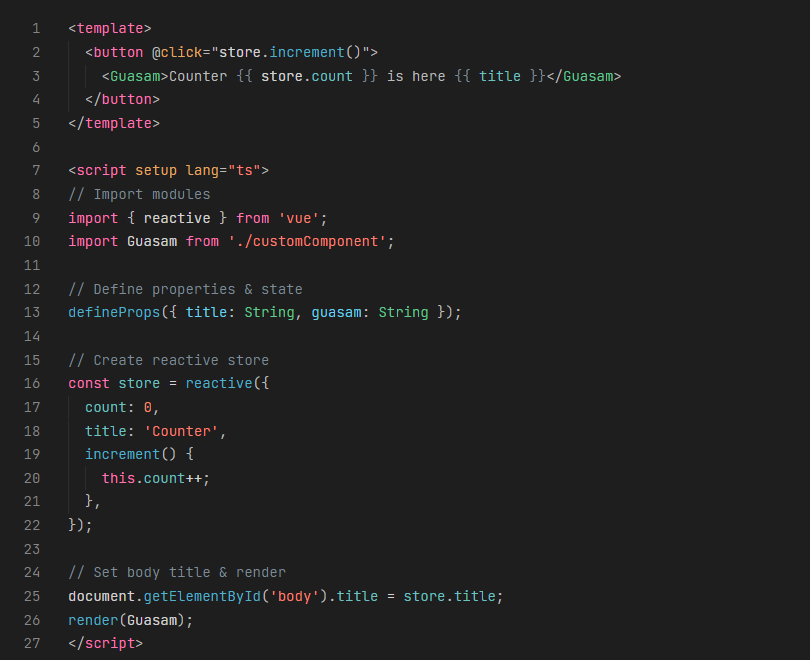 1 <template>
2   <button @click="store.increment()">
3     <Guasam>Counter {{ store.count }} is here {{ title }}</Guasam>
4   </button>
5 </template>
6
7 <script setup lang="ts">
8 // Import modules
9 import { reactive } from 'vue';
10 import Guasam from './customComponent';
11
12 // Define properties & state
13 defineProps({ title: String, guasam: String });
14
15 // Create reactive store
16 const store = reactive({
17   count: 0,
18   title: 'Counter',
19   increment() {
20     this.count++;
21   },
22 });
23
24 // Set body title & render
25 document.getElementById('body').title = store.title;
26 render(Guasam);
27 </script>